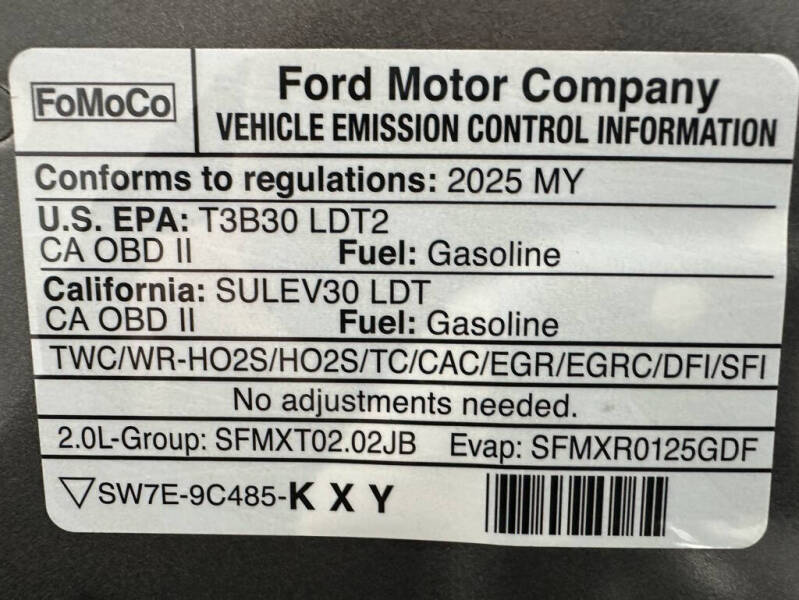 FoMoCo
Ford Motor Company
VEHICLE EMISSION CONTROL INFORMATION
Conforms to regulations: 2025 MY
U.S. EPA: T3B30 LDT2
CA OBD II Fuel: Gasoline
California: SULEV30 LDT
CA OBD II Fuel: Gasoline
TWC/WR-HO2S/HO2S/TC/CAC/EGR/EGRC/DFI/SFI
No adjustments needed.
2.0L-Group: SFMXT02.02JB Evap: SFMXR0125GDF
SW7E-9C485-K X Y